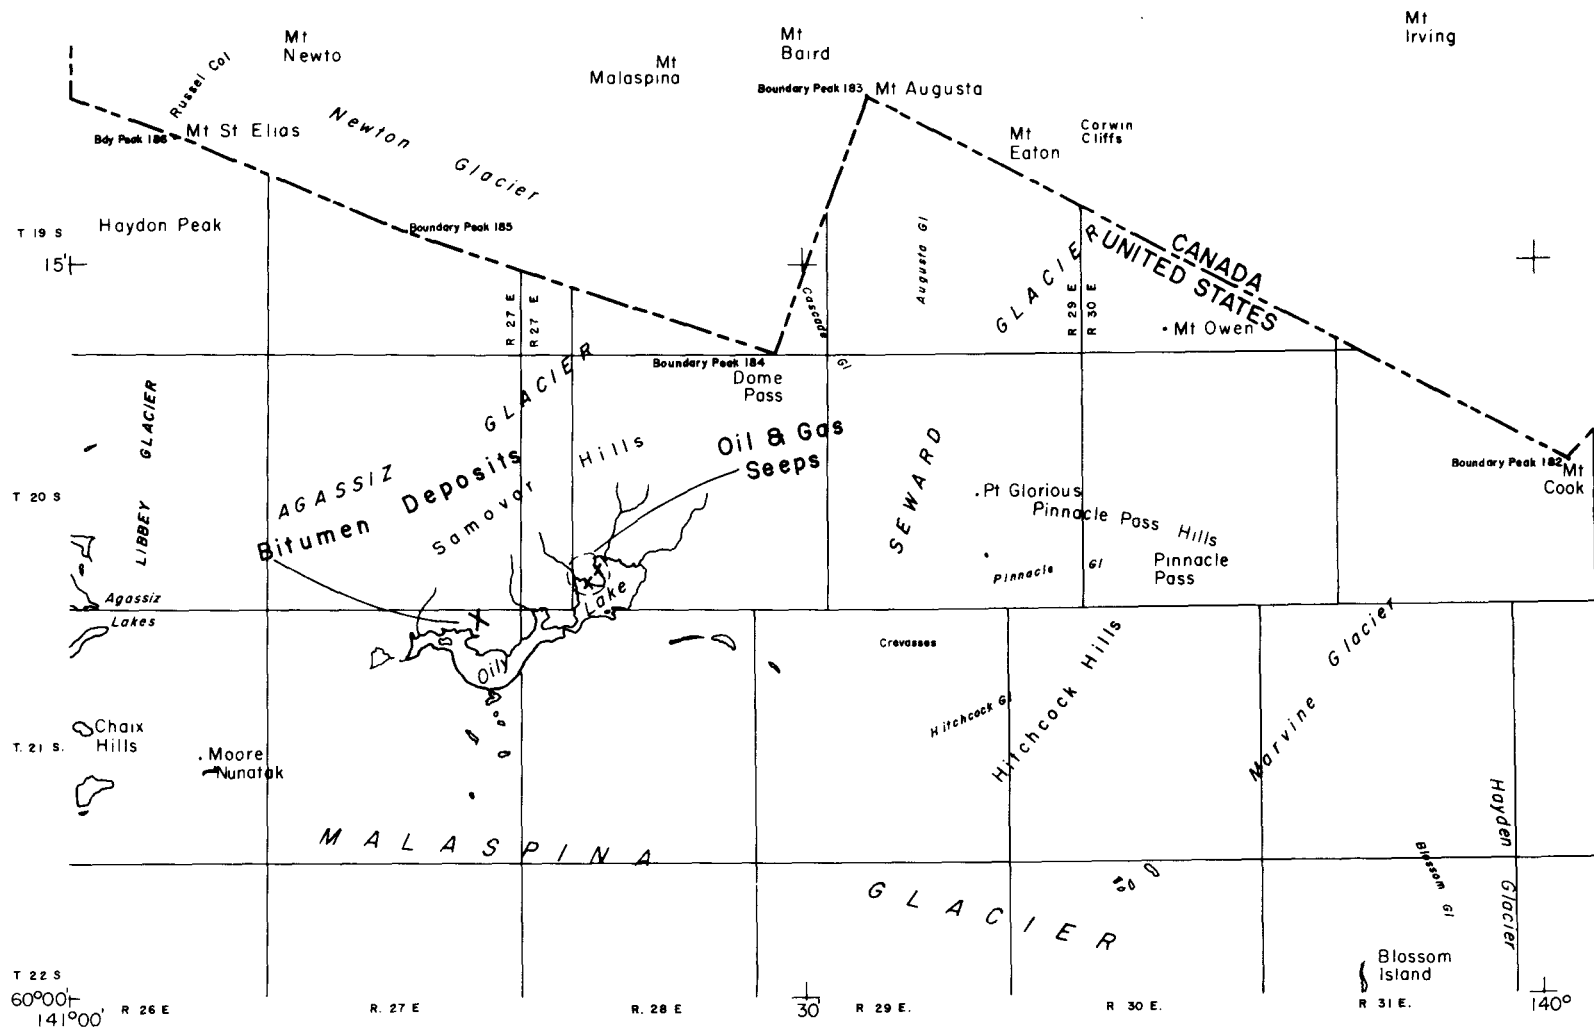 Mt
Newto
Mt
Malaspina
Mt
Baird
Mt
Irving
Russel Col
Boundary Peak 183
Mt Augusta
Bdy Peak 186
Mt St Elias
Newton Glacier
Mt
Eaton
Corwin
Cliffs
Haydon Peak
Boundary Peak 185
T 19 S
15'
Augusta Gl
GLACIER
CANADA
UNITED STATES
R 27 E
R 27 E
Cascade Gl
R 29 E
R 30 E
Mt Owen
Boundary Peak 184
Dome
Pass
LIBBEY GLACIER
AGASSIZ GLACIER
Bitumen Deposits
Samovar Hills
Oil & Gas
Seeps
SEWARD
Boundary Peak 182
Mt
Cook
T 20 S
Pt Glorious
Pinnacle Pass Hills
Pinnacle Gl
Pinnacle
Pass
Agassiz
Lakes
X
X X
Oily Lake
Crevasses
Hitchcock Gl
Hitchcock Hills
Marvine Glacier
Chaix
Hills
T. 21 S.
Moore
Nunatak
MALASPINA
GLACIER
Hayden Glacier
Blossom Gl
Blossom
Island
T 22 S
60°00'
141°00'
R 26 E
R. 27 E
R. 28 E
30'
R 29 E.
R 30 E.
R 31 E.
140°